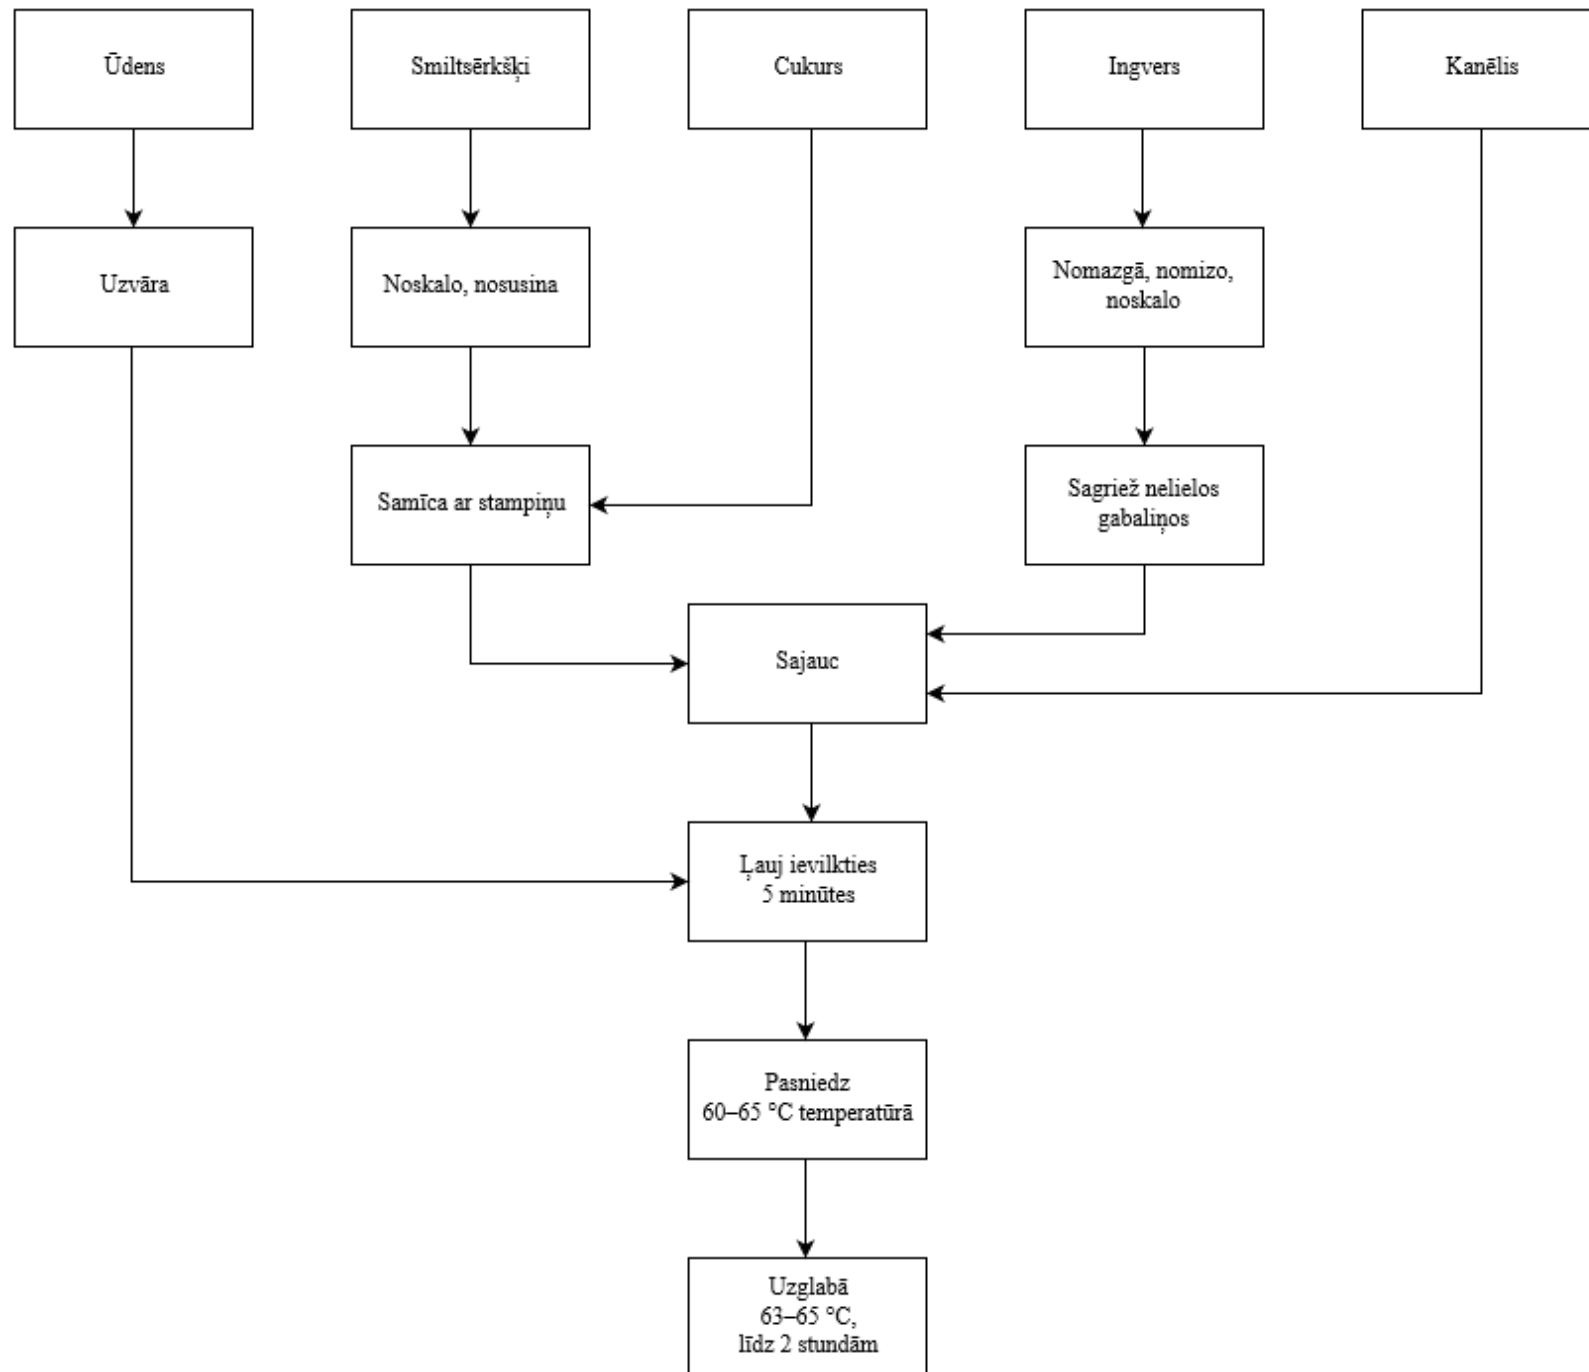 Ūdens
Smiltsērkšķi
Cukurs
Ingvers
Kanēlis
Uzvāra
Noskalo, nosusina
Nomazgā, nomizo,
noskalo
Samīca ar stampiņu
Sagriež nelielos
gabaliņos
Sajauc
Ļauj ievilkties
5 minūtes
Pasniedz
60–65 °C temperatūrā
Uzglabā
63–65 °C,
līdz 2 stundām